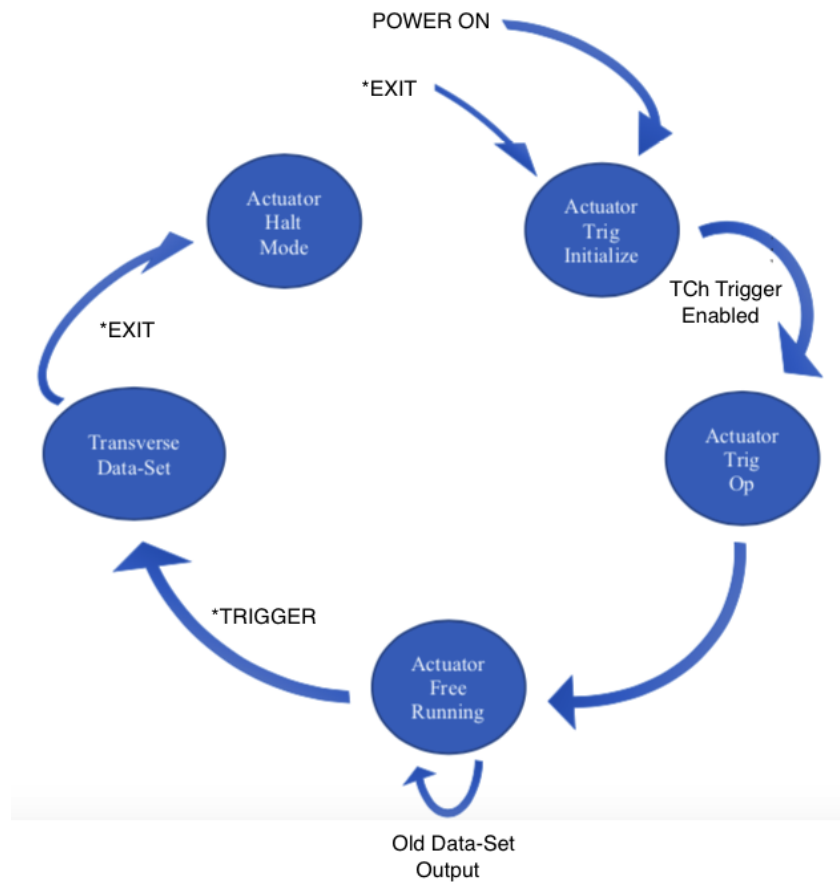 POWER ON
*EXIT
Actuator
Halt
Mode
Actuator
Trig
Initialize
TCh Trigger
Enabled
*EXIT
Transverse
Data-Set
Actuator
Trig
Op
*TRIGGER
Actuator
Free
Running
Old Data-Set
Output